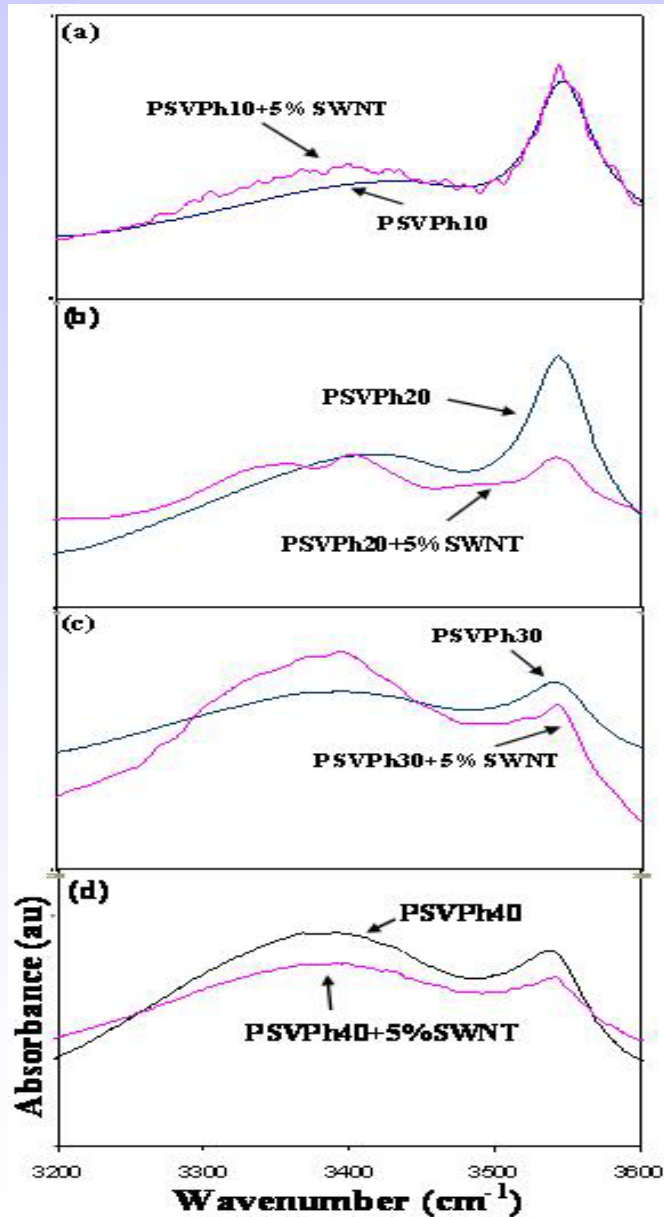 (a)
PSVPh10+5% SWNT
PSVPh10
(b)
PSVPh20
PSVPh20+5% SWNT
(c)
PSVPh30
PSVPh30+5% SWNT
(d)
PSVPh40
PSVPh40+5%SWNT
Absorbance (au)
3200 3300 3400 3500 3600
Wavenumber (cm⁻¹)